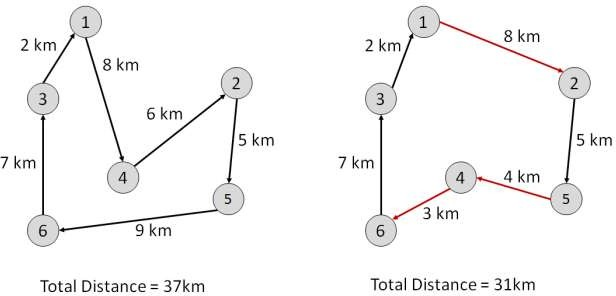 1
2 km
8 km
2
3
6 km
5 km
7 km
4
5
6
9 km
Total Distance = 37km
1
8 km
2 km
2
3
5 km
7 km
4
4 km
5
3 km
6
Total Distance = 31km